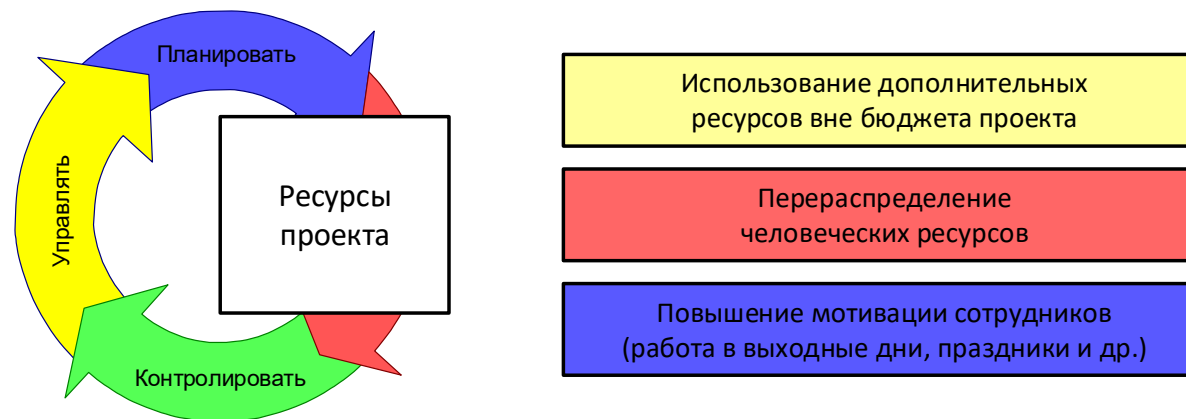 Планировать
Управлять
Контролировать
Ресурсы
проекта
Использование дополнительных
ресурсов вне бюджета проекта
Перераспределение
человеческих ресурсов
Повышение мотивации сотрудников
(работа в выходные дни, праздники и др.)